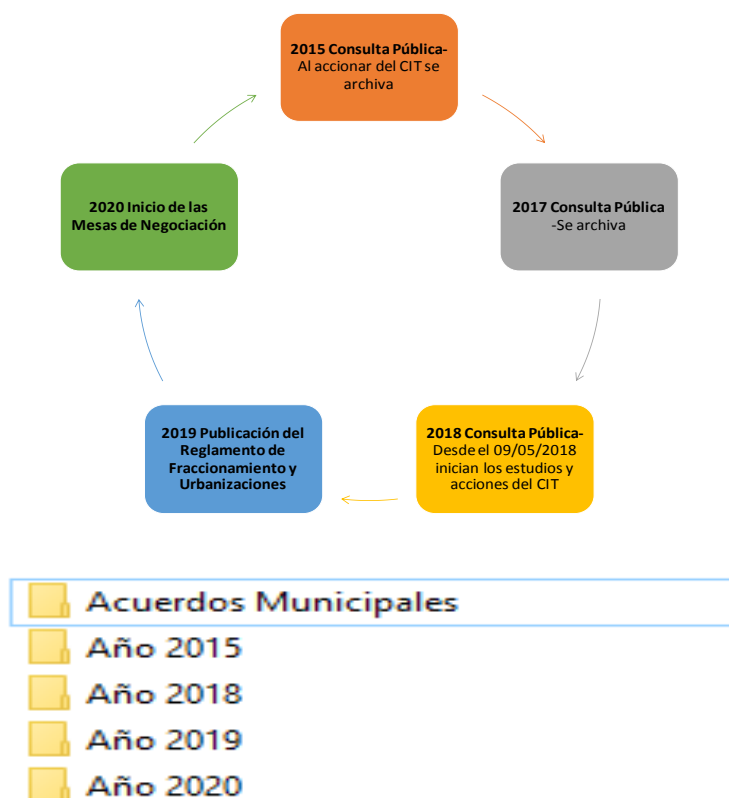 2015 Consulta Pública-
Al accionar del CIT se
archiva
2017 Consulta Pública
-Se archiva
2018 Consulta Pública-
Desde el 09/05/2018
inician los estudios y
acciones del CIT
2019 Publicación del
Reglamento de
Fraccionamiento y
Urbanizaciones
2020 Inicio de las
Mesas de Negociación
Acuerdos Municipales
Año 2015
Año 2018
Año 2019
Año 2020